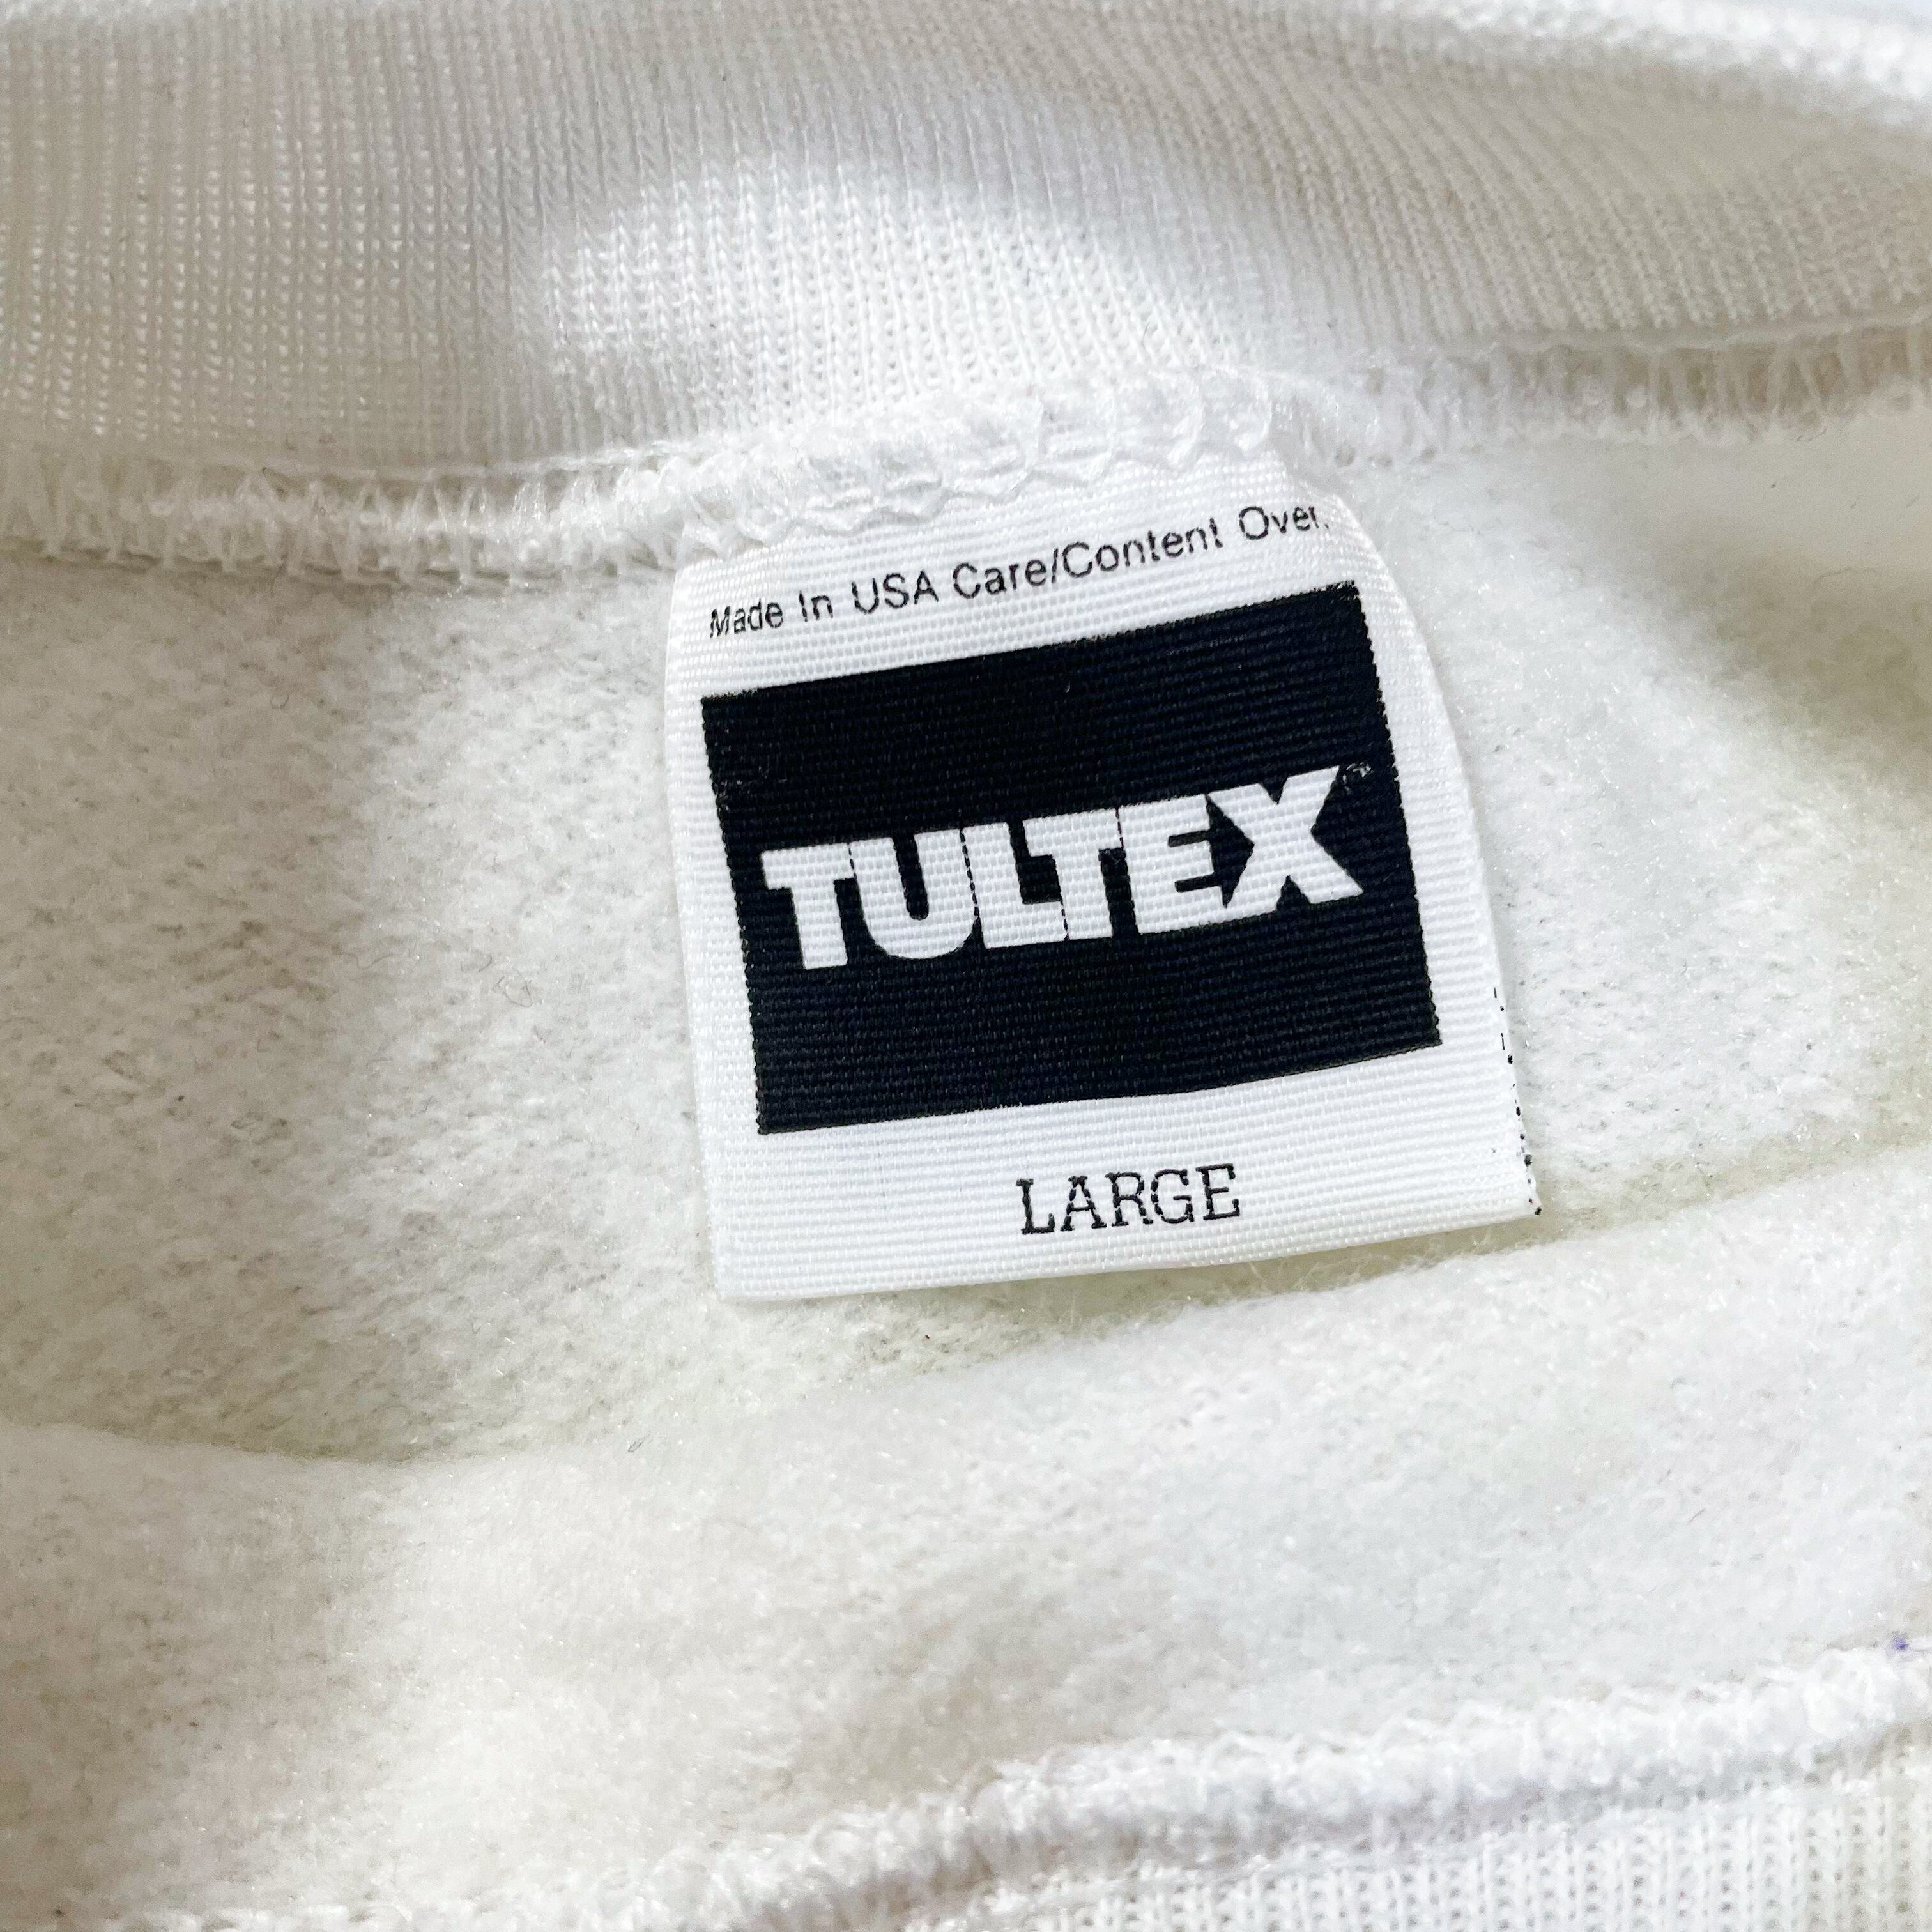 Made In USA Care/Content Over.
TULTEX®
LARGE